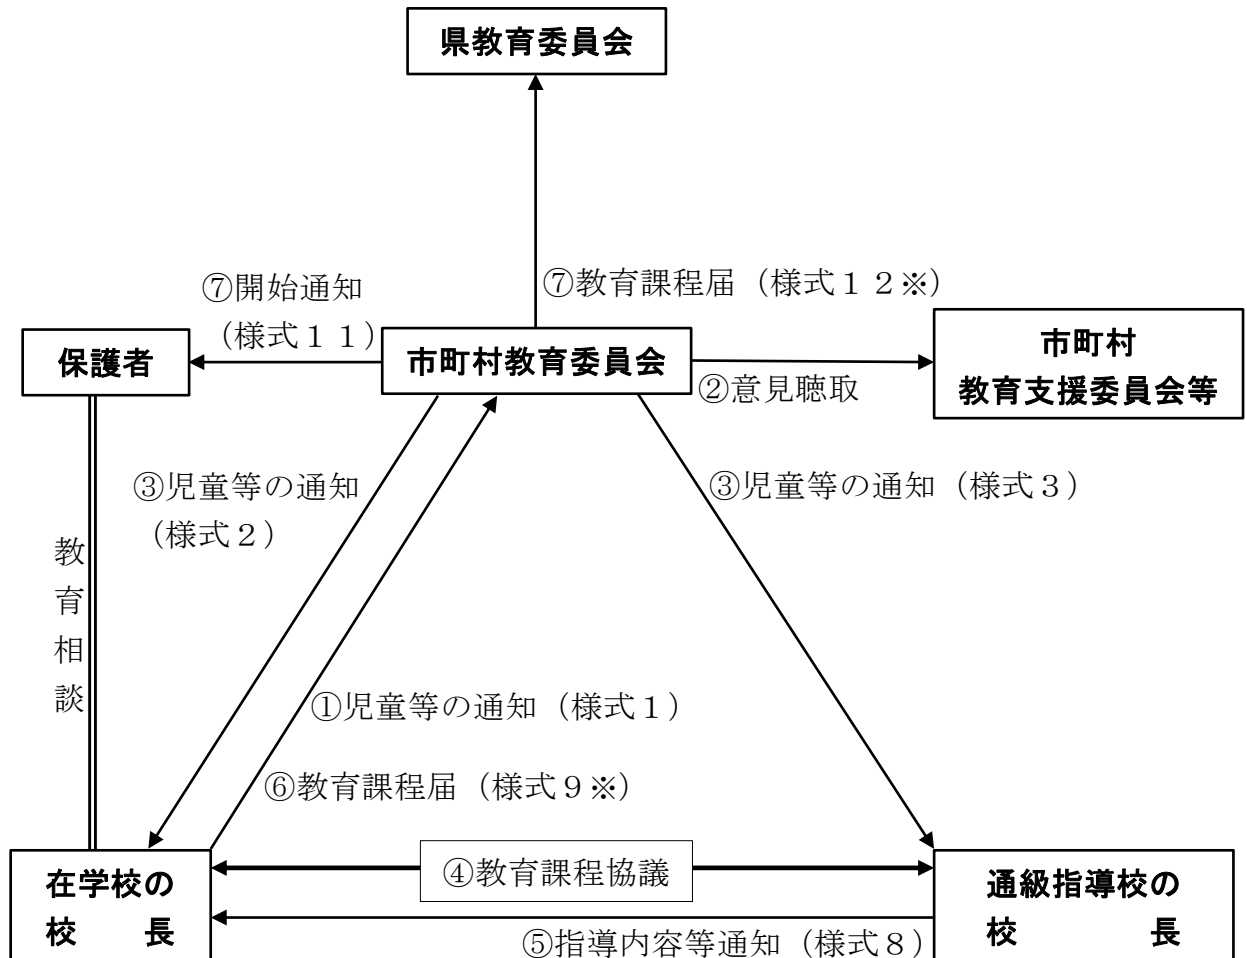 県教育委員会
⑦開始通知
（様式１１）
⑦教育課程届（様式１２※）
保護者
市町村教育委員会
②意見聴取
市町村
教育支援委員会等
③児童等の通知
（様式２）
③児童等の通知（様式３）
教育相談
①児童等の通知（様式１）
⑥教育課程届（様式９※）
④教育課程協議
在学校の
校　　長
通級指導校の
校　　　　長
⑤指導内容等通知（様式８）